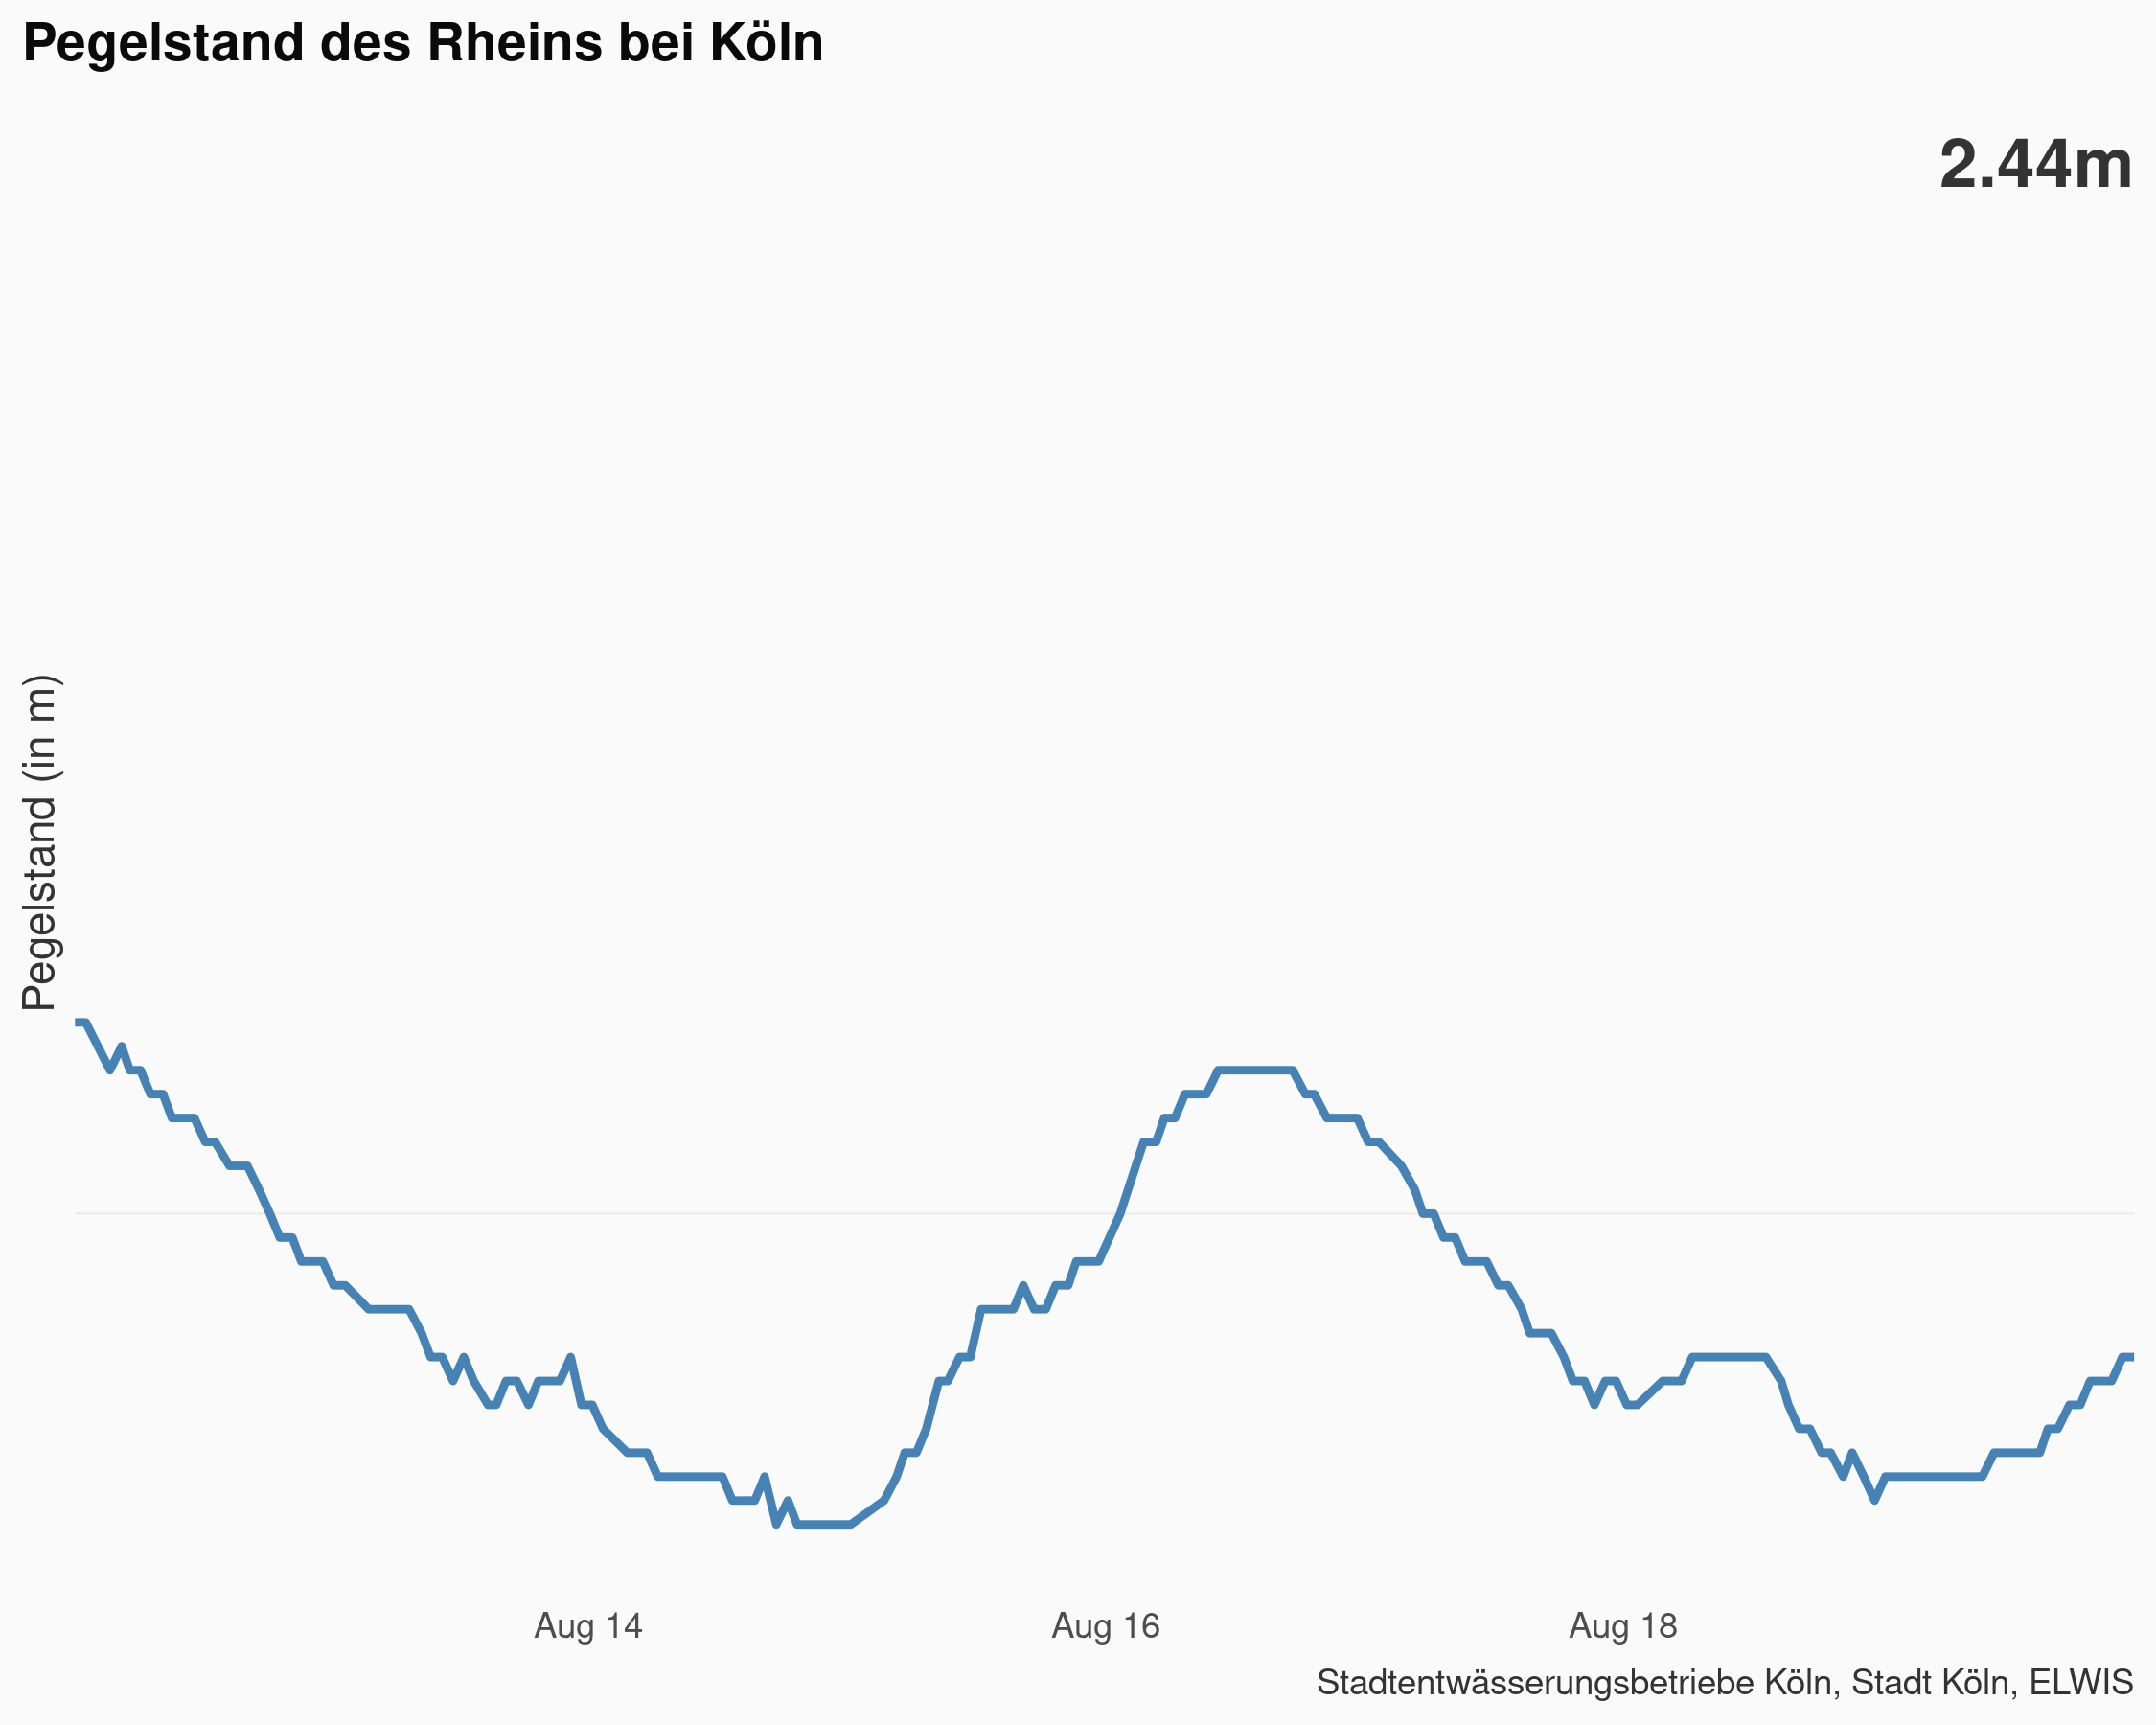 Pegelstand des Rheins bei Köln
2.44m
Pegelstand (in m)
Aug 14
Aug 16
Aug 18
Stadtentwässerungsbetriebe Köln, Stadt Köln, ELWIS